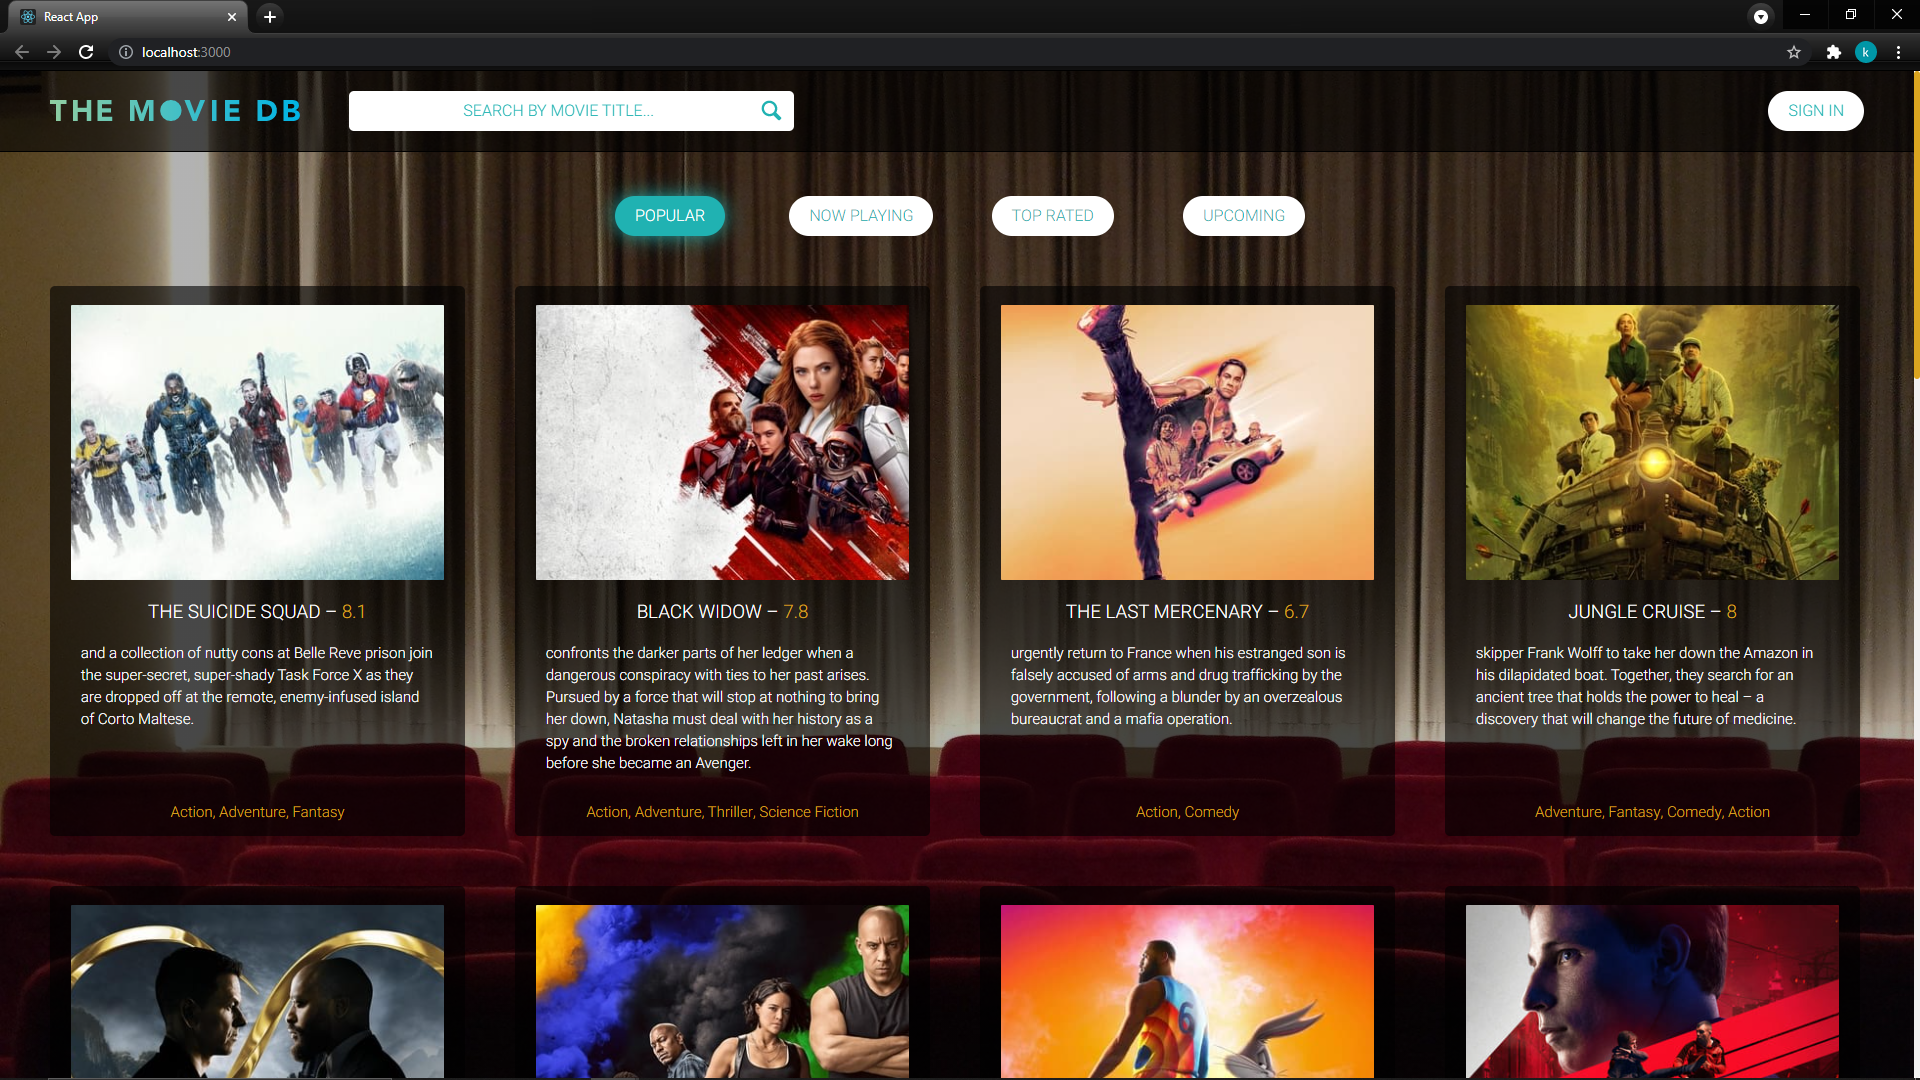 React App
localhost:3000
k
THE MOVIE DB
SEARCH BY MOVIE TITLE...
SIGN IN
POPULAR
NOW PLAYING
TOP RATED
UPCOMING
THE SUICIDE SQUAD – 8.1
and a collection of nutty cons at Belle Reve prison join
the super-secret, super-shady Task Force X as they
are dropped off at the remote, enemy-infused island
of Corto Maltese.
Action, Adventure, Fantasy
BLACK WIDOW – 7.8
confronts the darker parts of her ledger when a
dangerous conspiracy with ties to her past arises.
Pursued by a force that will stop at nothing to bring
her down, Natasha must deal with her history as a
spy and the broken relationships left in her wake long
before she became an Avenger.
Action, Adventure, Thriller, Science Fiction
THE LAST MERCENARY – 6.7
urgently return to France when his estranged son is
falsely accused of arms and drug trafficking by the
government, following a blunder by an overzealous
bureaucrat and a mafia operation.
Action, Comedy
JUNGLE CRUISE – 8
skipper Frank Wolff to take her down the Amazon in
his dilapidated boat. Together, they search for an
ancient tree that holds the power to heal – a
discovery that will change the future of medicine.
Adventure, Fantasy, Comedy, Action
6